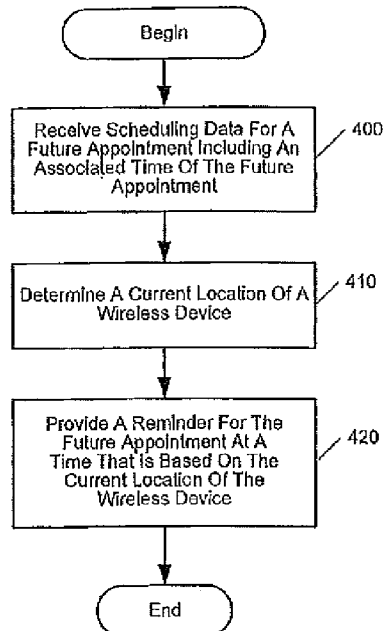 Begin
Receive Scheduling Data For A
Future Appointment Including An
Associated Time Of The Future
Appointment
400
Determine A Current Location Of A
Wireless Device
410
Provide A Reminder For The
Future Appointment At A
Time That Is Based On The
Current Location Of The
Wireless Device
420
End